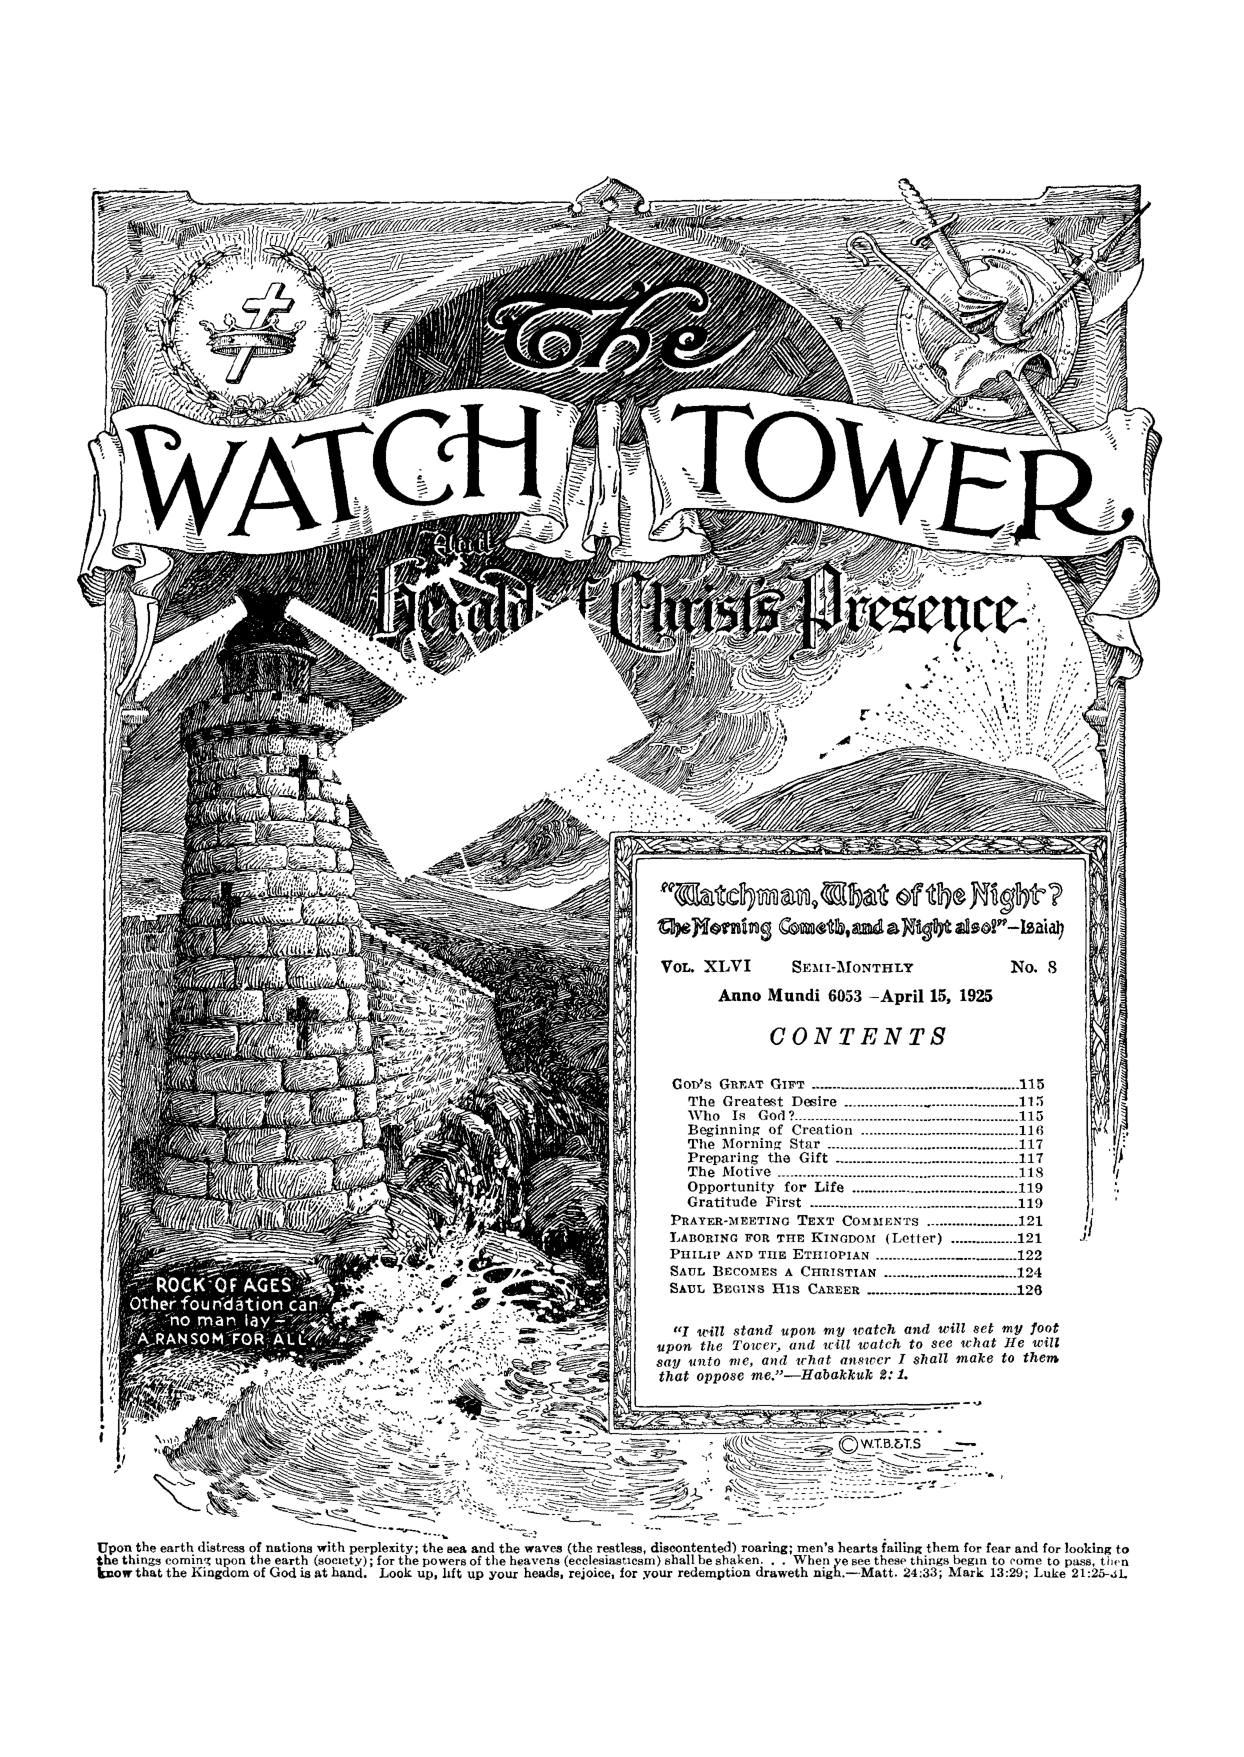 The
WATCH TOWER
And
Herald of Christ's Presence
"Watchman, What of the Night?
The Morning Cometh, and a Night also!"—Isaiah
VOL. XLVI SEMI-MONTHLY No. 8
Anno Mundi 6053 –April 15, 1925
CONTENTS
GOD'S GREAT GIFT 115
The Greatest Desire 115
Who Is God? 115
Beginning of Creation 116
The Morning Star 117
Preparing the Gift 117
The Motive 118
Opportunity for Life 119
Gratitude First 119
PRAYER-MEETING TEXT COMMENTS 121
LABORING FOR THE KINGDOM (Letter) 121
PHILIP AND THE ETHIOPIAN 122
SAUL BECOMES A CHRISTIAN 124
SAUL BEGINS HIS CAREER 126
"I will stand upon my watch and will set my foot
upon the Tower, and will watch to see what He will
say unto me, and what answer I shall make to them
that oppose me."—Habakkuk 2:1.
ROCK OF AGES
Other foundation can
no man lay –
A RANSOM FOR ALL
©W.T.B.&T.S
Upon the earth distress of nations with perplexity; the sea and the waves (the restless, discontented) roaring; men's hearts failing them for fear and for looking to
the things coming upon the earth (society); for the powers of the heavens (ecclesiasticsm) shall be shaken. . . When ye see these things begin to come to pass, then
know that the Kingdom of God is at hand. Look up, lift up your heads, rejoice, for your redemption draweth nigh.—Matt. 24:33; Mark 13:29; Luke 21:25-31.